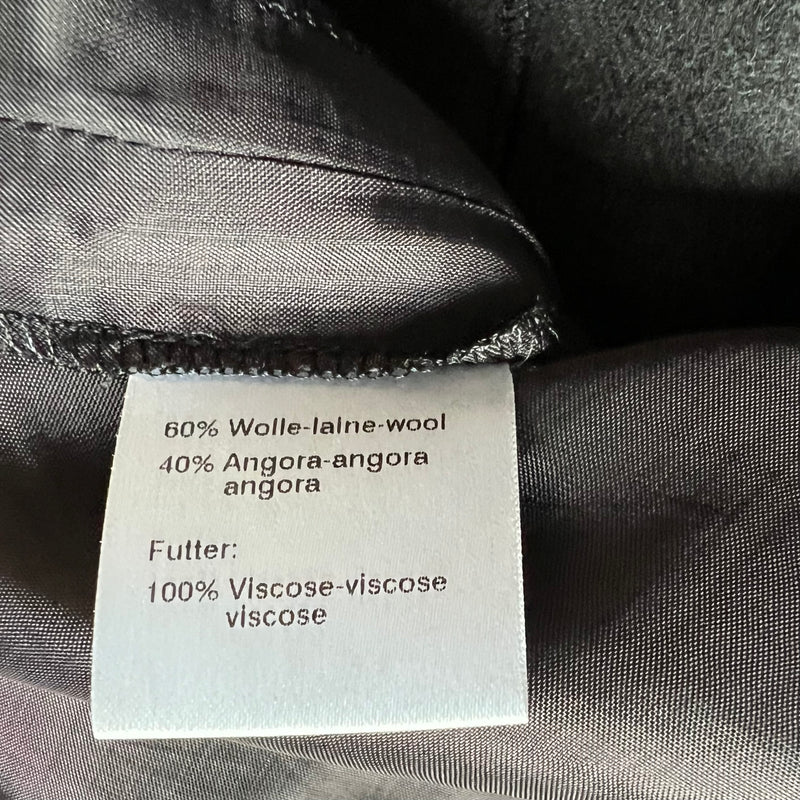 60% Wolle-laine-wool
40% Angora-angora
angora
Futter:
100% Viscose-viscose
viscose